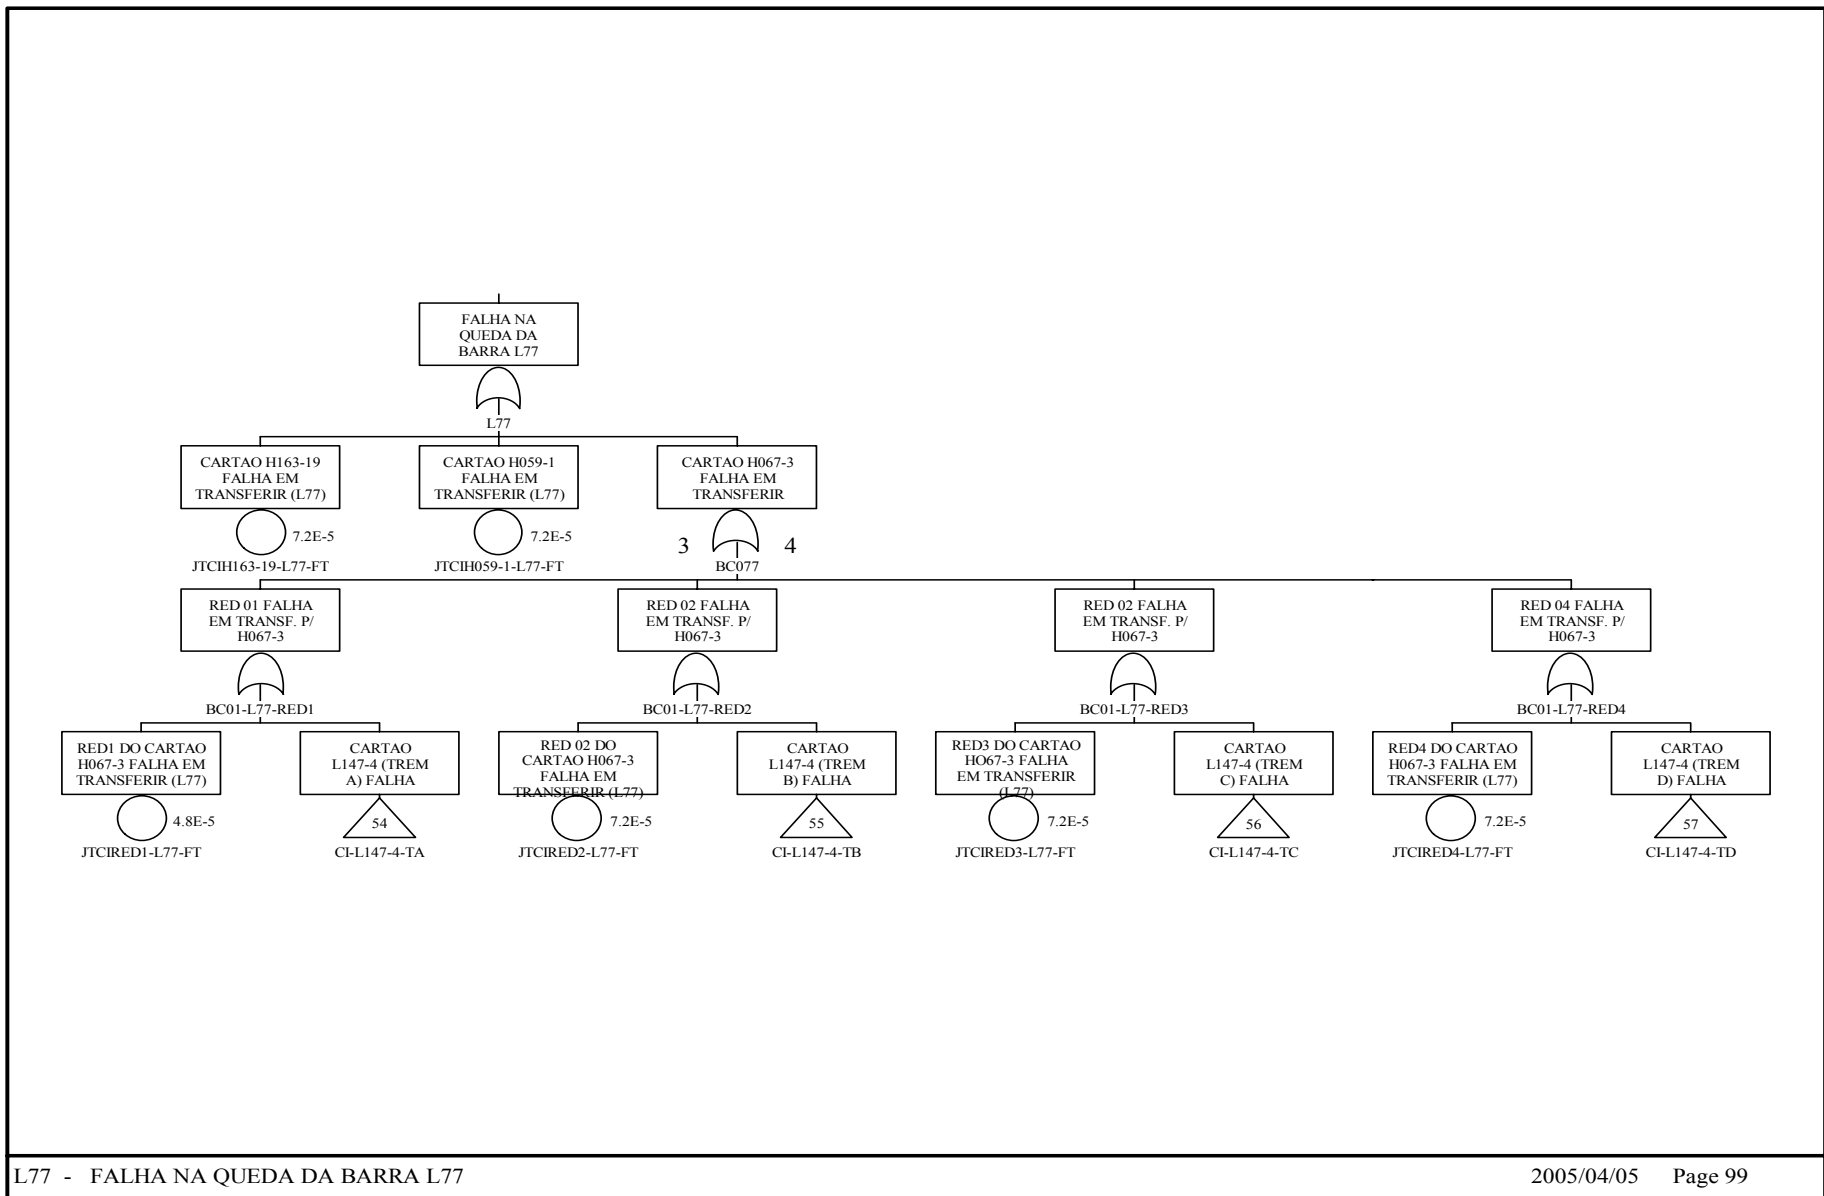 FALHA NA
QUEDA DA
BARRA L77
L77
CARTAO H163-19
FALHA EM
TRANSFERIR (L77)
7.2E-5
JTCIH163-19-L77-FT
CARTAO H059-1
FALHA EM
TRANSFERIR (L77)
7.2E-5
JTCIH059-1-L77-FT
CARTAO H067-3
FALHA EM
TRANSFERIR
3
4
BC077
RED 01 FALHA
EM TRANSF. P/
H067-3
BC01-L77-RED1
RED 02 FALHA
EM TRANSF. P/
H067-3
BC01-L77-RED2
RED 02 FALHA
EM TRANSF. P/
H067-3
BC01-L77-RED3
RED 04 FALHA
EM TRANSF. P/
H067-3
BC01-L77-RED4
RED1 DO CARTAO
H067-3 FALHA EM
TRANSFERIR (L77)
4.8E-5
JTCIRED1-L77-FT
CARTAO
L147-4 (TREM
A) FALHA
54
CI-L147-4-TA
RED 02 DO
CARTAO H067-3
FALHA EM
TRANSFERIR (L77)
7.2E-5
JTCIRED2-L77-FT
CARTAO
L147-4 (TREM
B) FALHA
55
CI-L147-4-TB
RED3 DO CARTAO
HO67-3 FALHA
EM TRANSFERIR
(L77)
7.2E-5
JTCIRED3-L77-FT
CARTAO
L147-4 (TREM
C) FALHA
56
CI-L147-4-TC
RED4 DO CARTAO
H067-3 FALHA EM
TRANSFERIR (L77)
7.2E-5
JTCIRED4-L77-FT
CARTAO
L147-4 (TREM
D) FALHA
57
CI-L147-4-TD
L77 - FALHA NA QUEDA DA BARRA L77
2005/04/05 Page 99